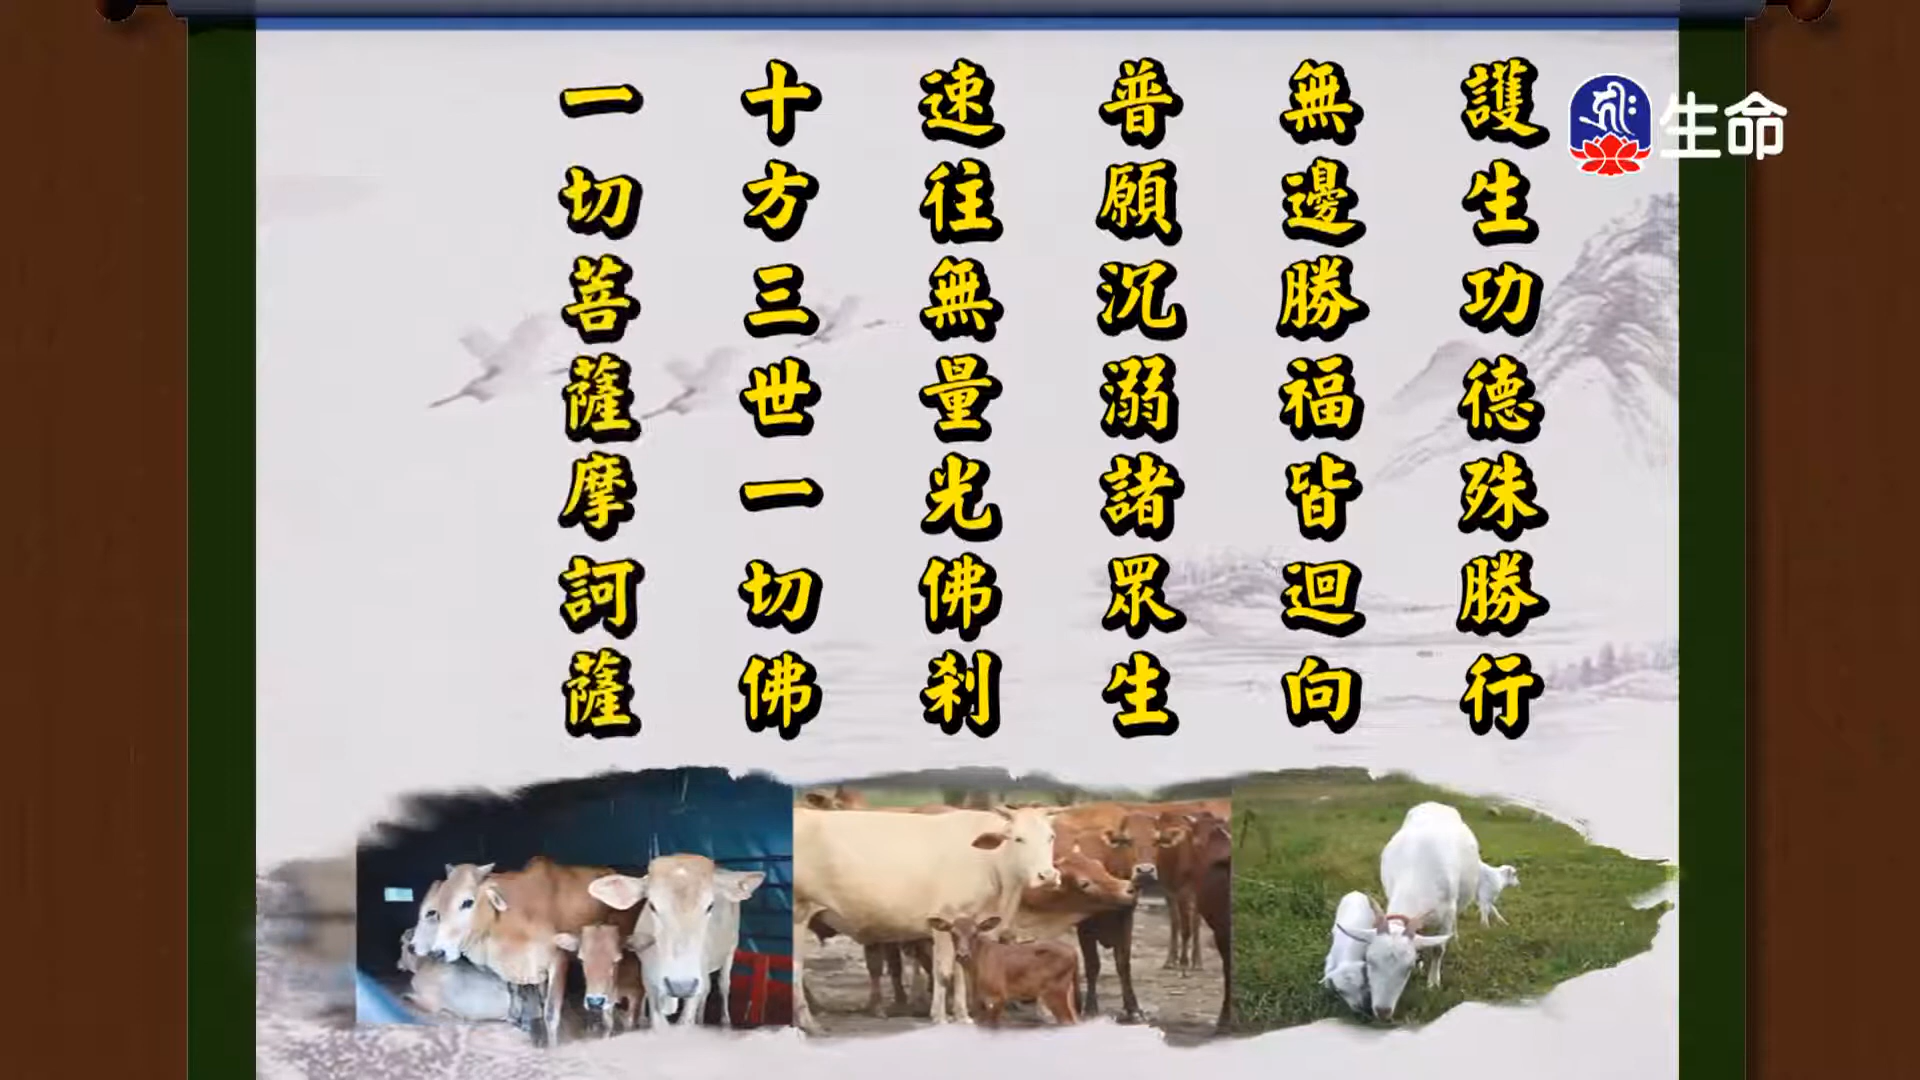 護生功德殊勝行
無邊勝福皆迴向
普願沉溺諸眾生
速往無量光佛剎
十方三世一切佛
一切菩薩摩訶薩
生命